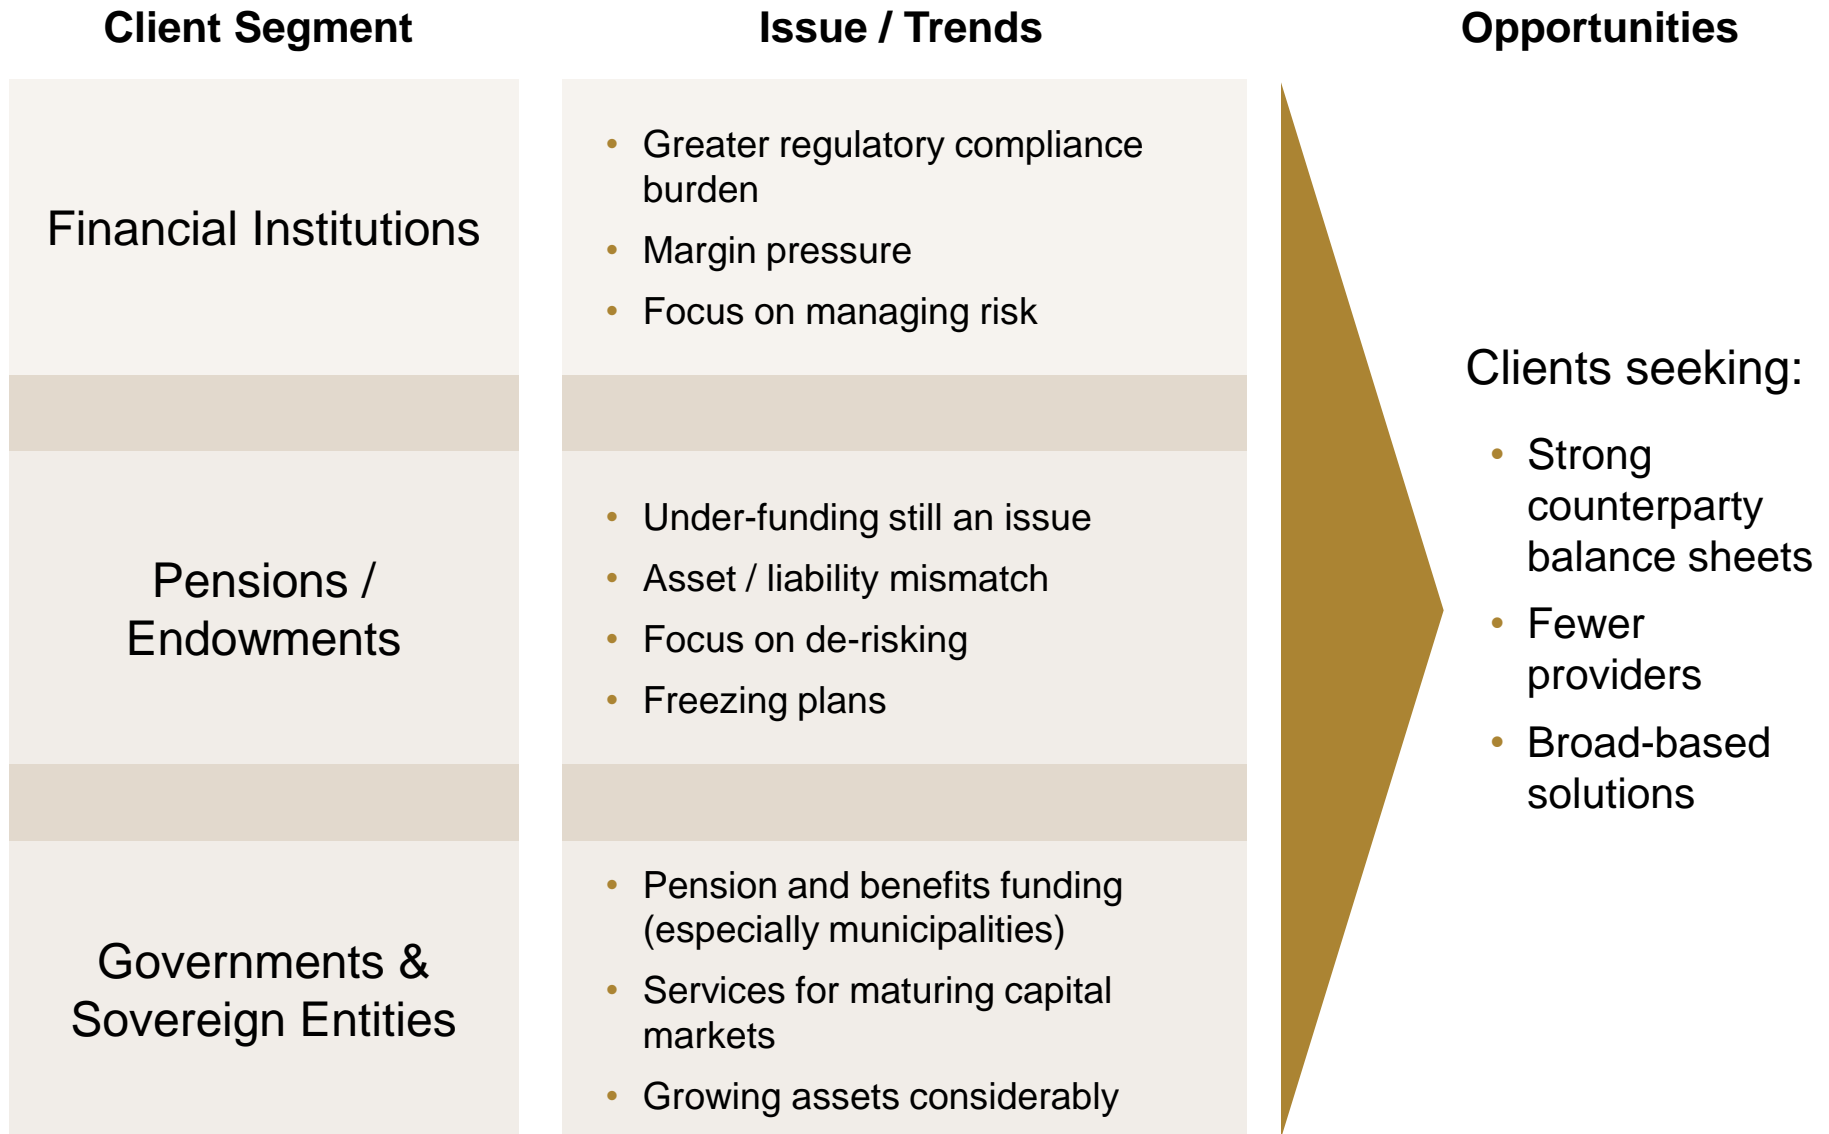 Client Segment
Issue / Trends
Opportunities
Financial Institutions
• Greater regulatory compliance
burden
• Margin pressure
• Focus on managing risk
Pensions /
Endowments
• Under-funding still an issue
• Asset / liability mismatch
• Focus on de-risking
• Freezing plans
Governments &
Sovereign Entities
• Pension and benefits funding
(especially municipalities)
• Services for maturing capital
markets
• Growing assets considerably
Clients seeking:
• Strong
counterparty
balance sheets
• Fewer
providers
• Broad-based
solutions